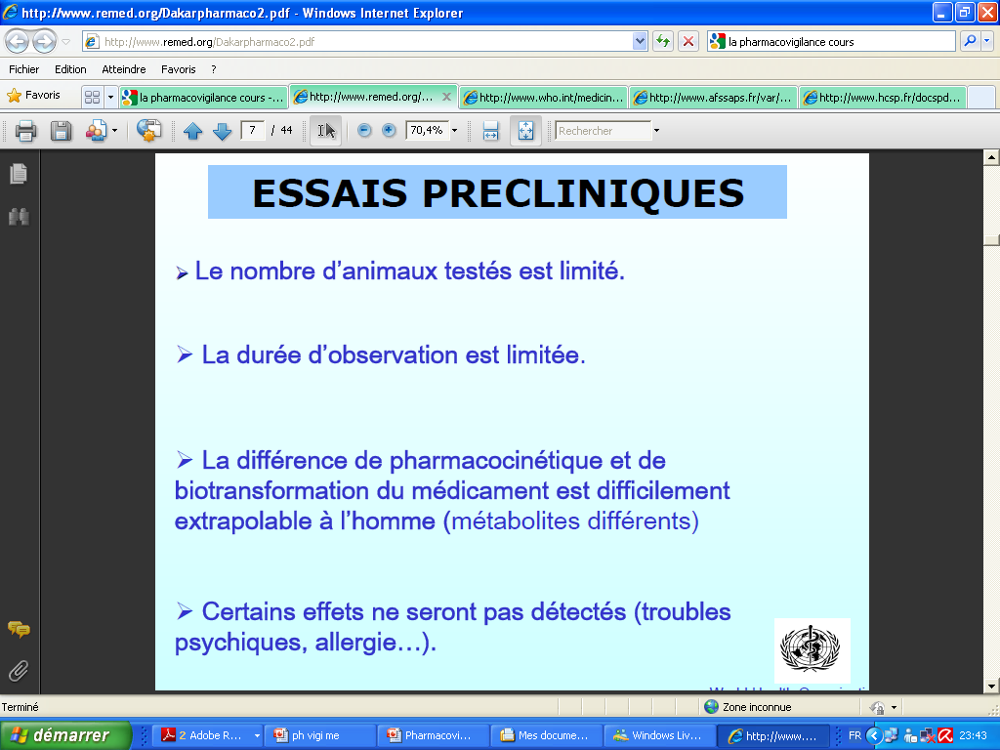 http://www.remed.org/Dakarpharmaco2.pdf - Windows Internet Explorer
http://www.remed.org/Dakarpharmaco2.pdf
la pharmacovigilance cours
Fichier Edition Atteindre Favoris ?
Favoris
la pharmacovigilance cours -...
http://www.remed.org/...
http://www.who.int/medicin...
http://www.afssaps.fr/var/...
http://www.hcsp.fr/docspd...
7 / 44 70,4% Rechercher
ESSAIS PRECLINIQUES
➢ Le nombre d’animaux testés est limité.
➢ La durée d’observation est limitée.
➢ La différence de pharmacocinétique et de
biotransformation du médicament est difficilement
extrapolable à l’homme (métabolites différents)
➢ Certains effets ne seront pas détectés (troubles
psychiques, allergie…).
Terminé
Zone inconnue
démarrer
2 Adobe R...
ph vigi me
Pharmacovi...
Mes docume...
Windows Liv...
http://www....
FR
23:43